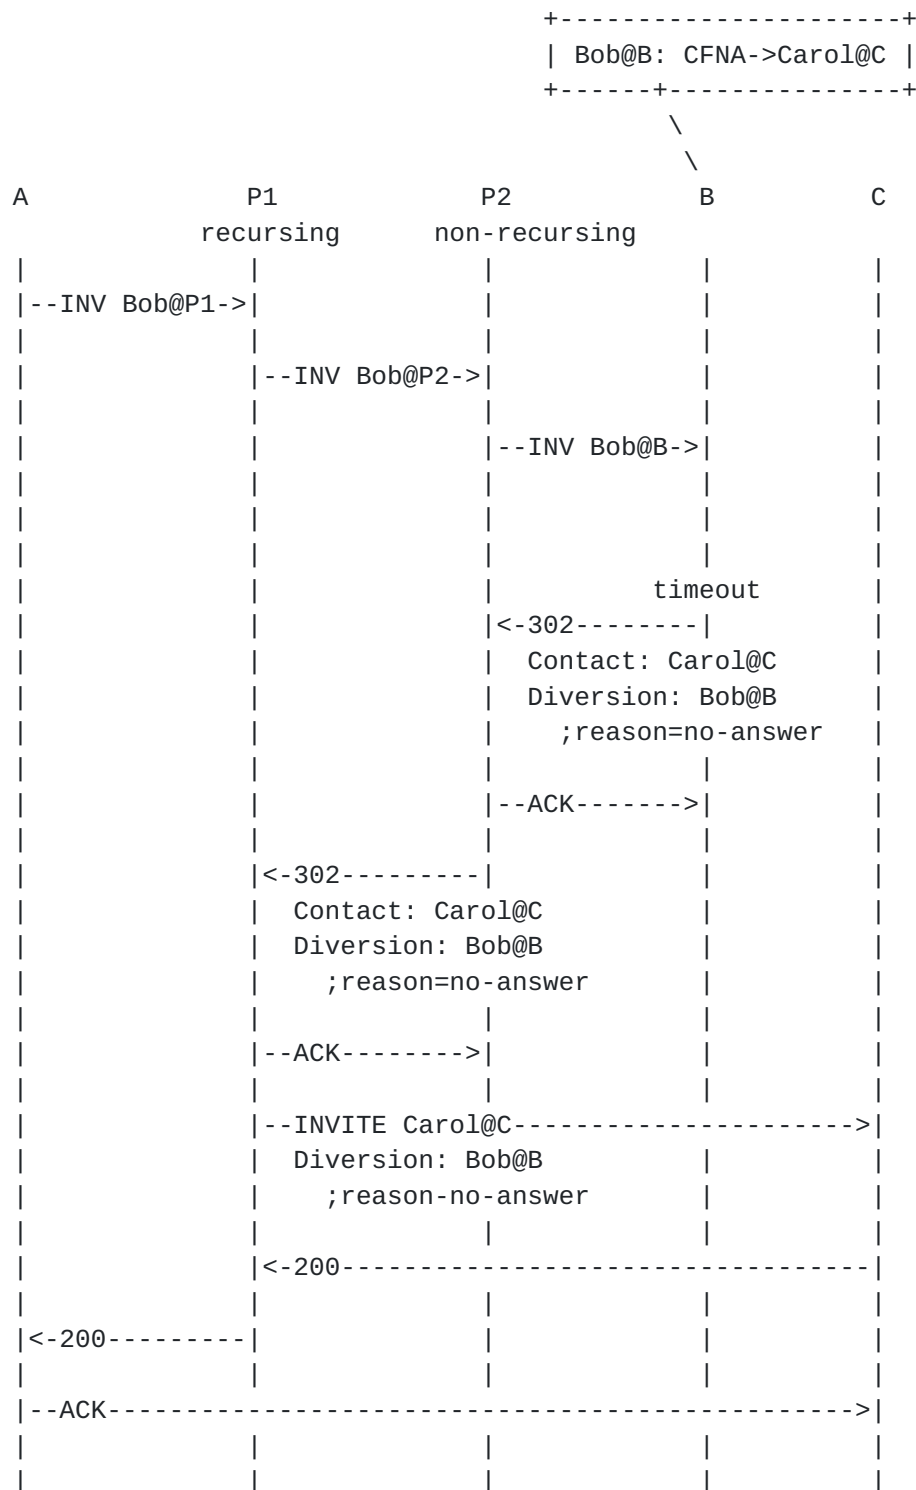 +----------------------+
| Bob@B: CFNA->Carol@C |
+------+---------------+
\
\
A P1 P2 B C
recursing non-recursing
| | | | |
|--INV Bob@P1->| | | |
| | | | |
| |--INV Bob@P2->| | |
| | | | |
| | |--INV Bob@B->| |
| | | | |
| | | | |
| | | | |
| | | timeout |
| | |<-302--------| |
| | | Contact: Carol@C |
| | | Diversion: Bob@B |
| | | ;reason=no-answer |
| | | | |
| | |--ACK------->| |
| | | | |
| |<-302---------| | |
| | Contact: Carol@C | |
| | Diversion: Bob@B | |
| | ;reason=no-answer | |
| | | | |
| |--ACK-------->| | |
| | | | |
| |--INVITE Carol@C---------------------->|
| | Diversion: Bob@B | |
| | ;reason-no-answer | |
| | | | |
| |<-200----------------------------------|
| | | | |
|<-200---------| | | |
| | | | |
|--ACK------------------------------------------------>|
| | | | |
| | | | |